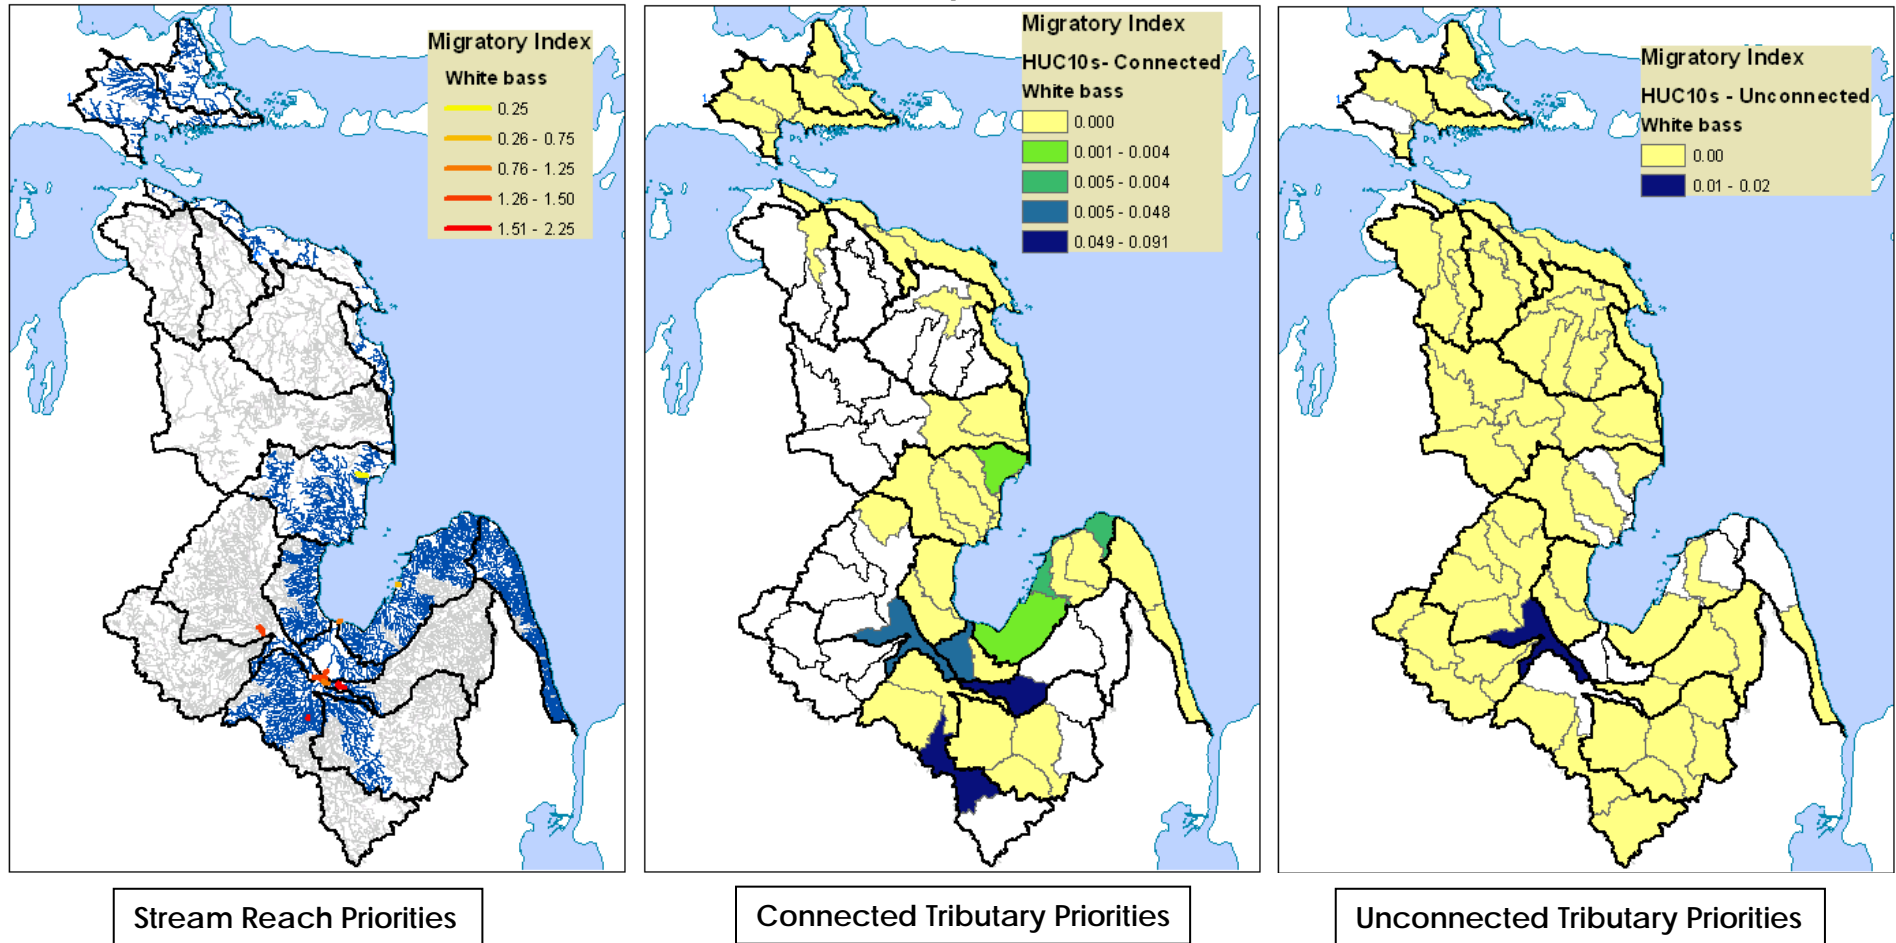 Migratory Index
White bass
0.25
0.26 - 0.75
0.76 - 1.25
1.26 - 1.50
1.51 - 2.25
Migratory Index
HUC10s- Connected
White bass
0.000
0.001 - 0.004
0.005 - 0.004
0.005 - 0.048
0.049 - 0.091
Migratory Index
HUC10s - Unconnected
White bass
0.00
0.01 - 0.02
Stream Reach Priorities
Connected Tributary Priorities
Unconnected Tributary Priorities